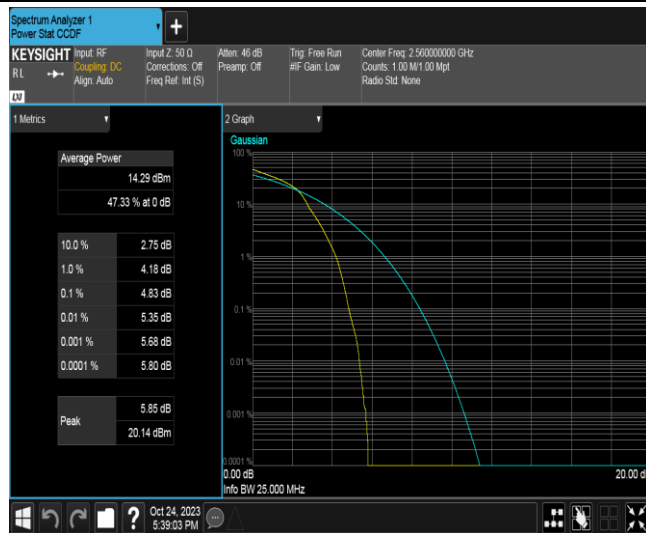 Spectrum Analyzer 1
Power Stat CCDF
+
KEYSIGHT
RL
Input: RF
Coupling: DC
Align: Auto
Input Z: 50 Ω
Corrections: Off
Freq Ref: Int (S)
Atten: 46 dB
Preamp: Off
Trig: Free Run
#IF Gain: Low
Center Freq: 2.560000000 GHz
Counts: 1.00 M/1.00 Mpt
Radio Std: None
1 Metrics
Average Power
14.29 dBm
47.33 % at 0 dB
10.0 % 2.75 dB
1.0 % 4.18 dB
0.1 % 4.83 dB
0.01 % 5.35 dB
0.001 % 5.68 dB
0.0001 % 5.80 dB
Peak
5.85 dB
20.14 dBm
2 Graph
Gaussian
100 %
10 %
1 %
0.1 %
0.01 %
0.001 %
0.0001 %
0.00 dB
20.00 d
Info BW 25.000 MHz
?
Oct 24, 2023
5:39:03 PM